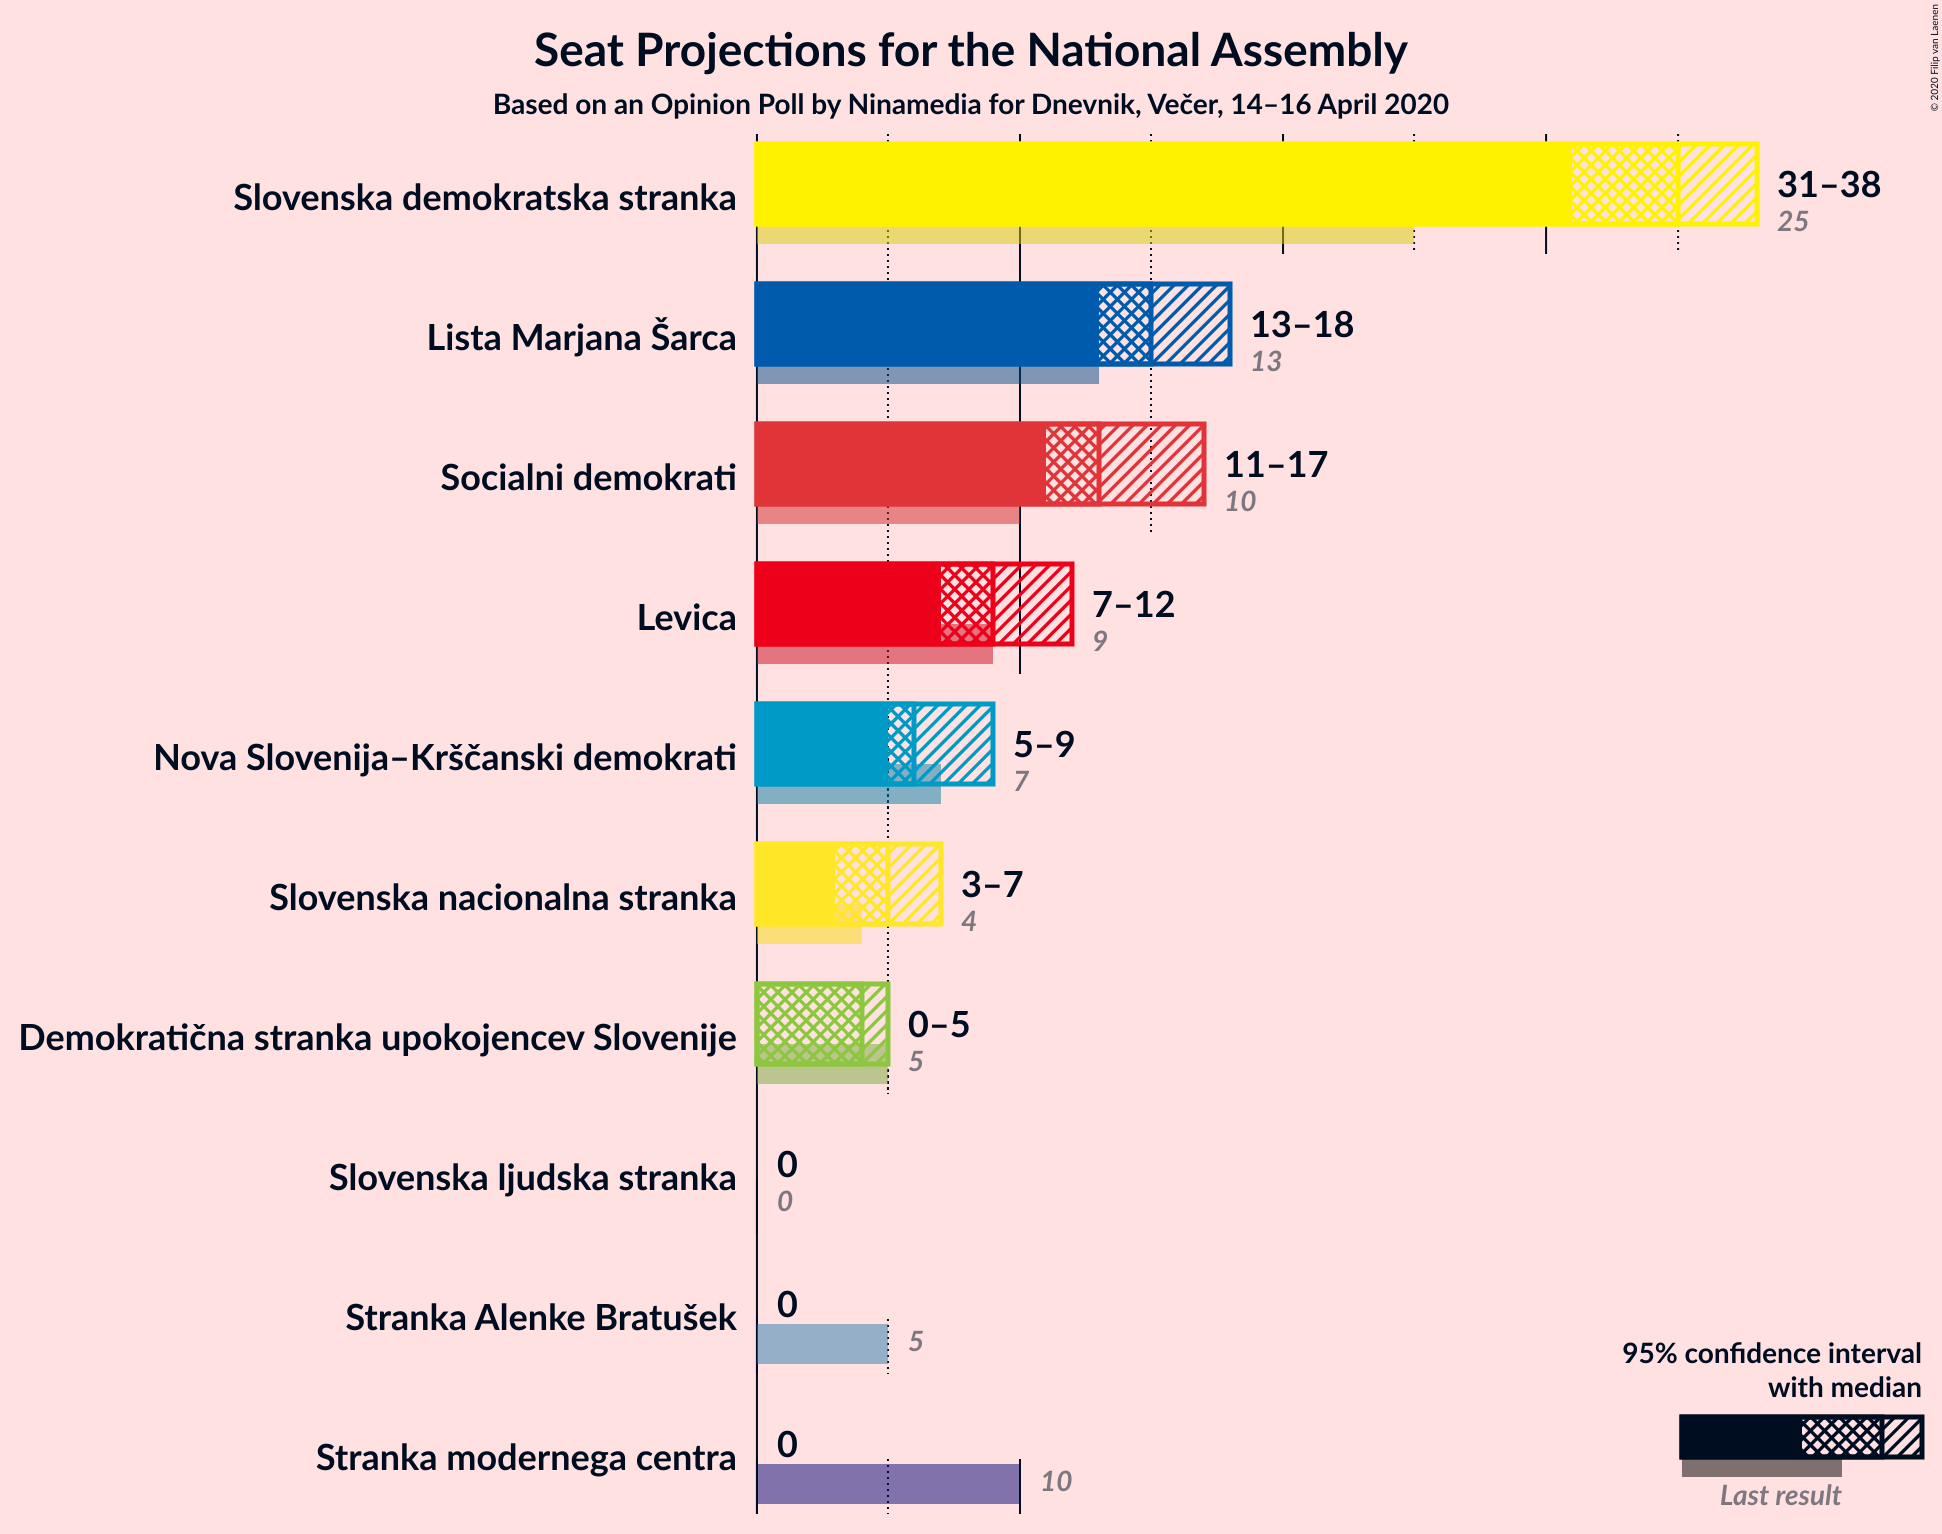 Seat Projections for the National Assembly
Based on an Opinion Poll by Ninamedia for Dnevnik, Večer, 14–16 April 2020
© 2020 Filip van Laenen
Slovenska demokratska stranka
31–38
25
Lista Marjana Šarca
13–18
13
Socialni demokrati
11–17
10
Levica
7–12
9
Nova Slovenija–Krščanski demokrati
5–9
7
Slovenska nacionalna stranka
3–7
4
Demokratična stranka upokojencev Slovenije
0–5
5
Slovenska ljudska stranka
0
0
Stranka Alenke Bratušek
0
5
Stranka modernega centra
0
10
95% confidence interval
with median
Last result